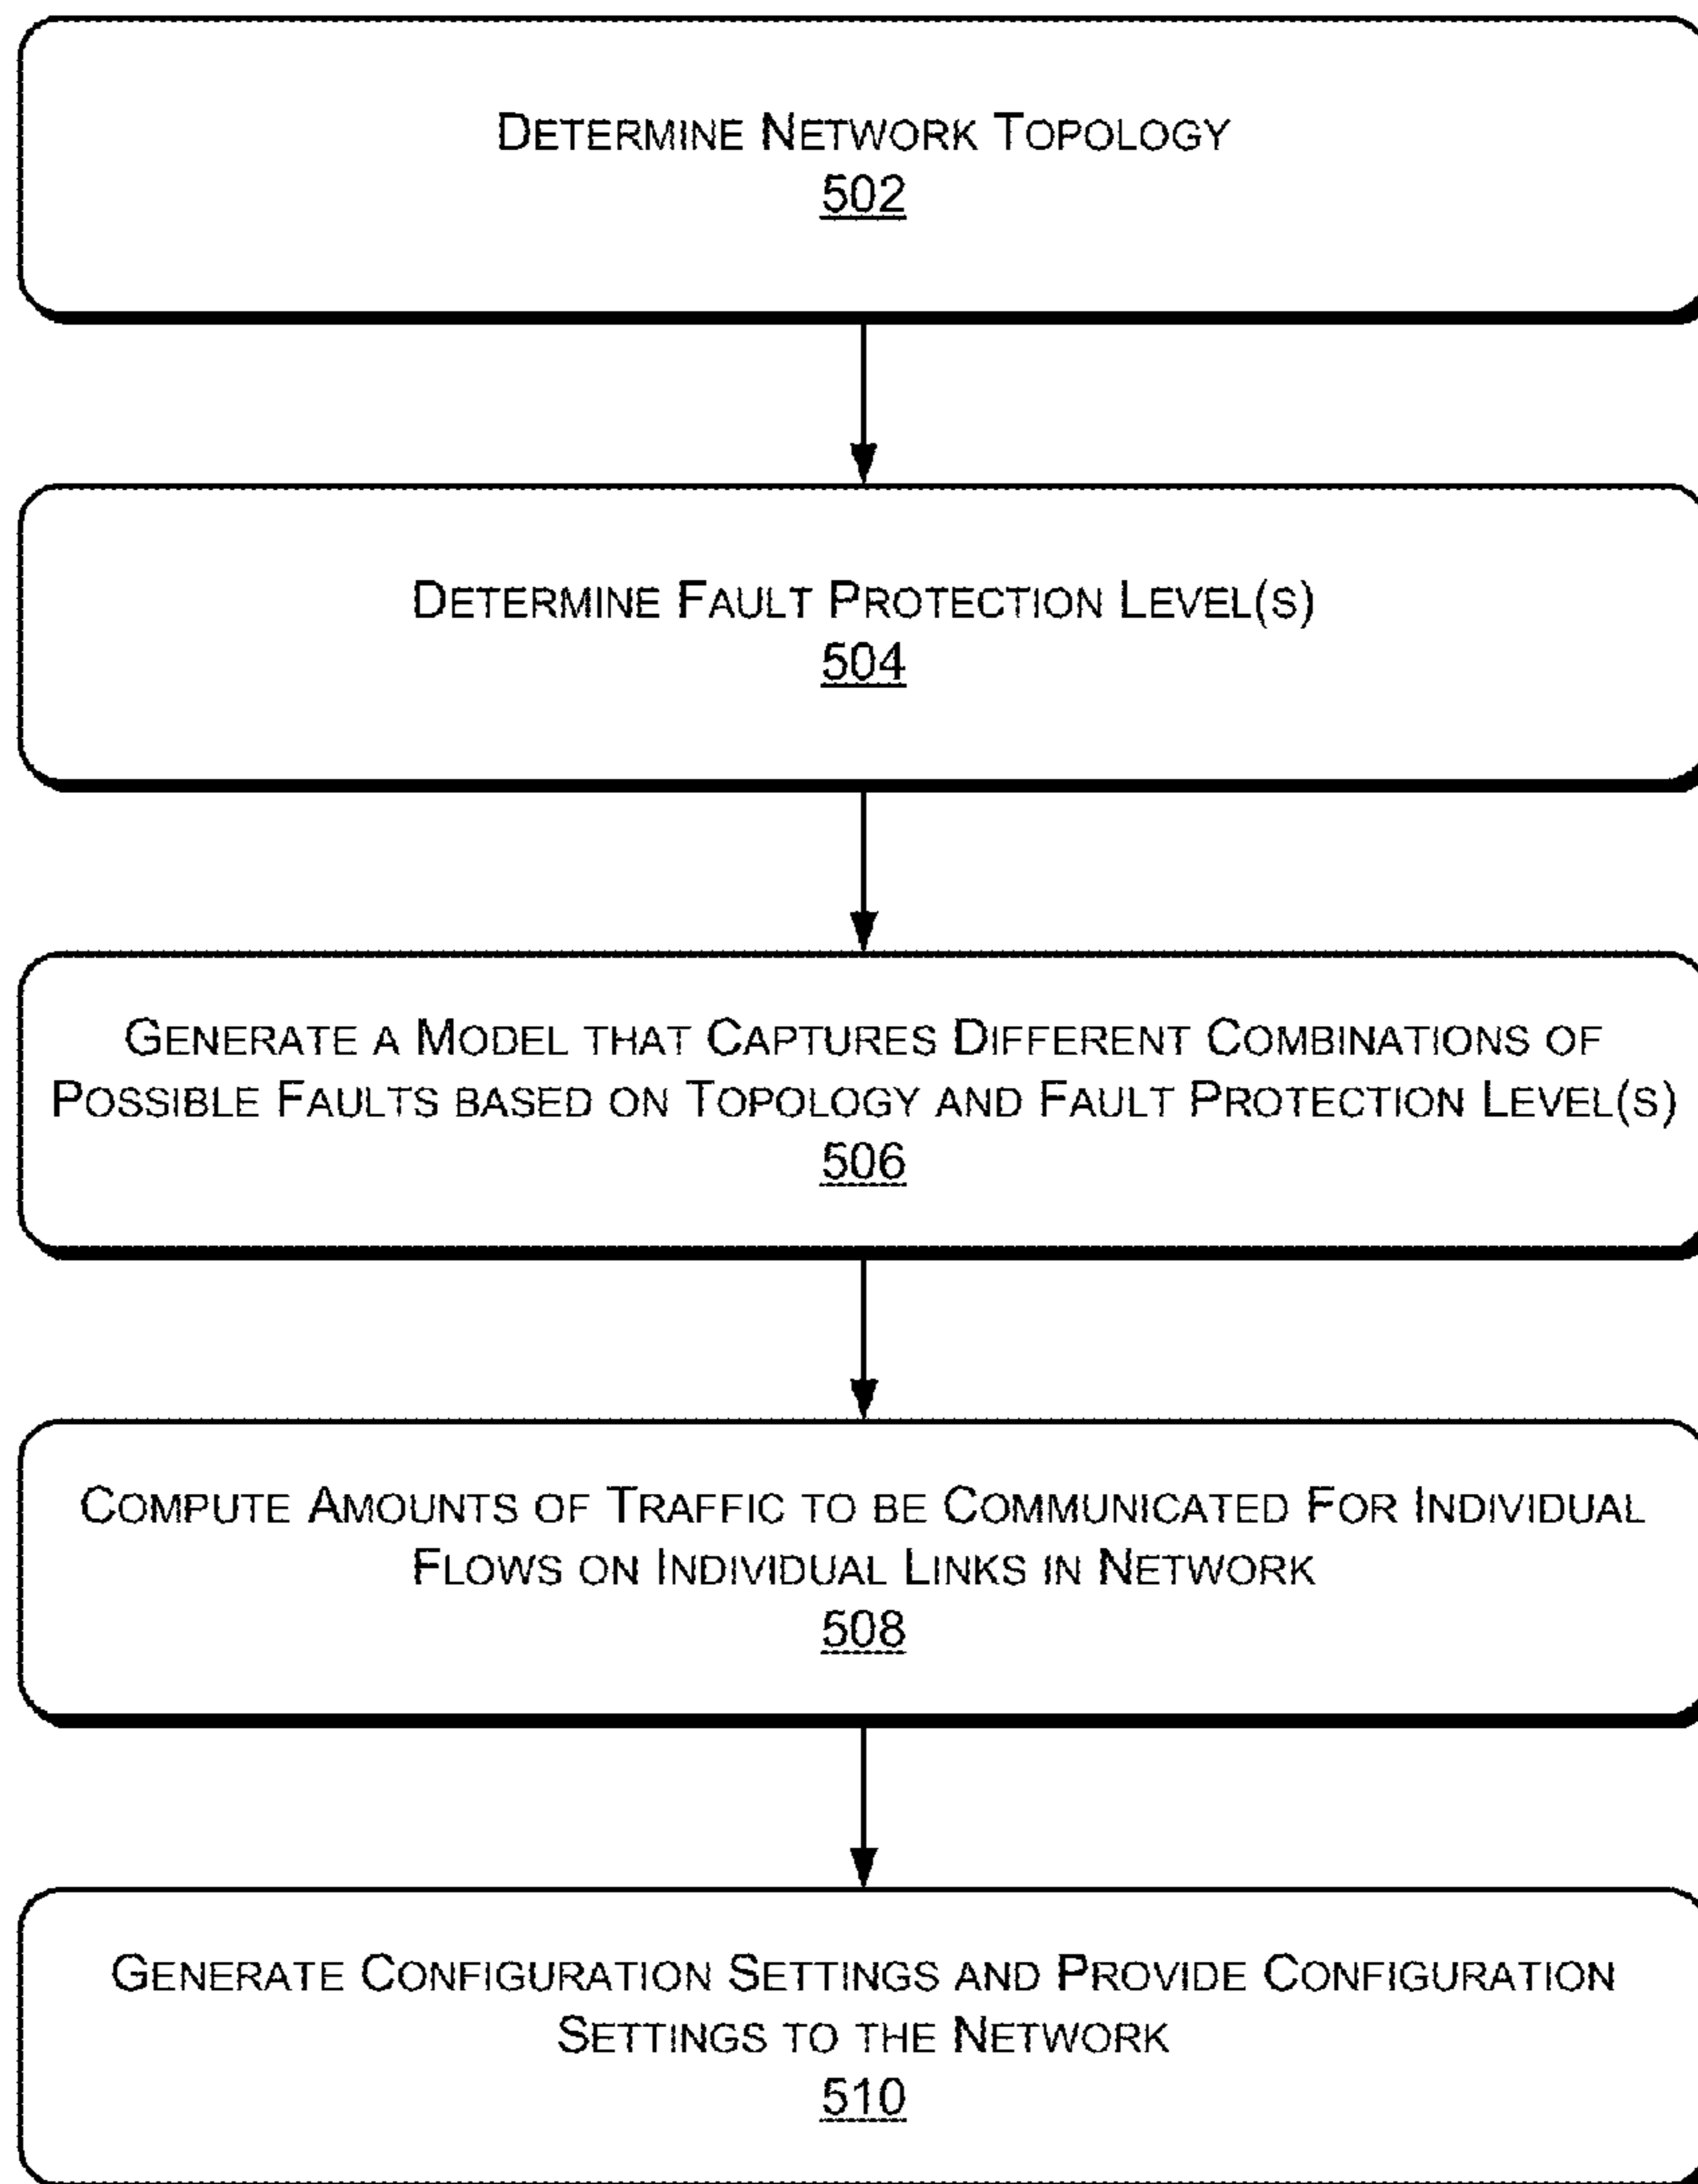 DETERMINE NETWORK TOPOLOGY
502
DETERMINE FAULT PROTECTION LEVEL(S)
504
GENERATE A MODEL THAT CAPTURES DIFFERENT COMBINATIONS OF
POSSIBLE FAULTS BASED ON TOPOLOGY AND FAULT PROTECTION LEVEL(S)
506
COMPUTE AMOUNTS OF TRAFFIC TO BE COMMUNICATED FOR INDIVIDUAL
FLOWS ON INDIVIDUAL LINKS IN NETWORK
508
GENERATE CONFIGURATION SETTINGS AND PROVIDE CONFIGURATION
SETTINGS TO THE NETWORK
510